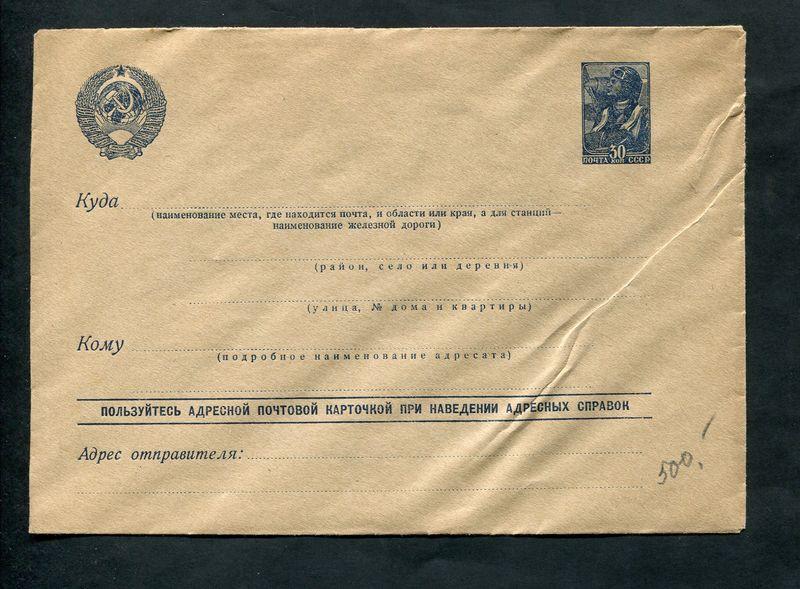 30
ПОЧТА КОП СССР
Куда
(наименование места, где находится почта, и области или края, а для станций—
наименование железной дороги)
(район, село или деревня)
(улица, № дома и квартиры)
Кому
(подробное наименование адресата)
ПОЛЬЗУЙТЕСЬ АДРЕСНОЙ ПОЧТОВОЙ КАРТОЧКОЙ ПРИ НАВЕДЕНИИ АДРЕСНЫХ СПРАВОК
Адрес отправителя:
500,-